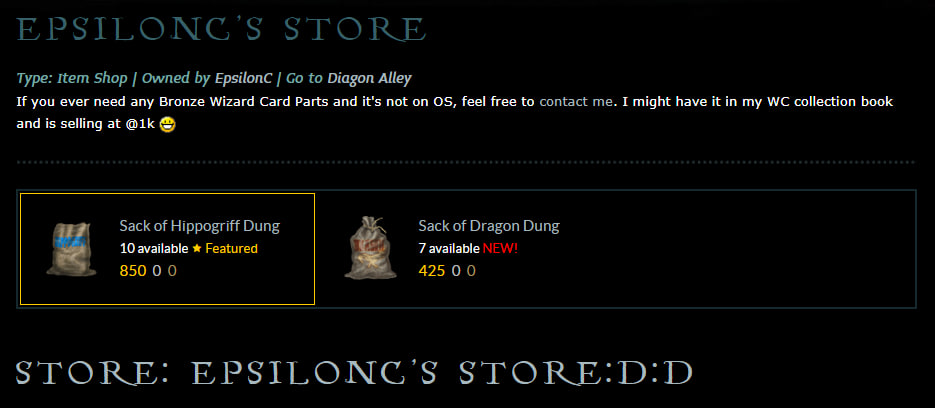 EPSILONC'S STORE
Type: Item Shop | Owned by EpsilonC | Go to Diagon Alley
If you ever need any Bronze Wizard Card Parts and it's not on OS, feel free to contact me. I might have it in my WC collection book
and is selling at @1k
Sack of Hippogriff Dung
10 available ★ Featured
850 0 0
Sack of Dragon Dung
7 available NEW!
425 0 0
STORE: EPSILONC'S STORE:D:D